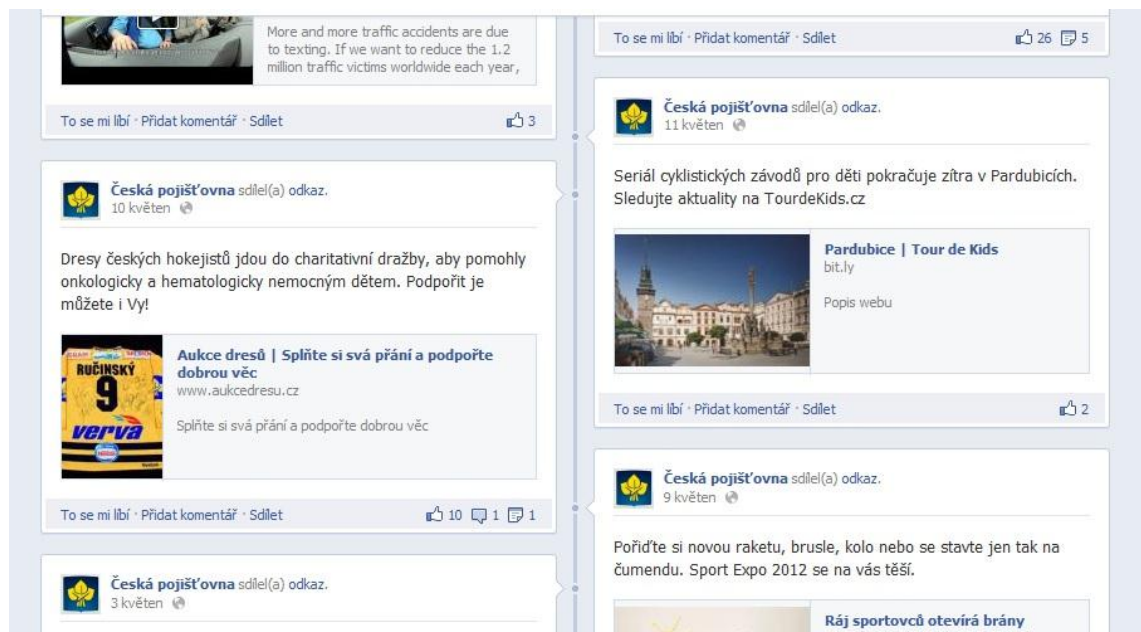 More and more traffic accidents are due
to texting. If we want to reduce the 1.2
million traffic victims worldwide each year,
To se mi líbí · Přidat komentář · Sdílet 3
Česká pojišťovna sdílel(a) odkaz.
10 květen
Dresy českých hokejistů jdou do charitativní dražby, aby pomohly
onkologicky a hematologicky nemocným dětem. Podpořit je
můžete i Vy!
RUČINSKÝ
9
verva
Aukce dresů | Splňte si svá přání a podpořte
dobrou věc
www.aukcedresu.cz
Splňte si svá přání a podpořte dobrou věc
To se mi líbí · Přidat komentář · Sdílet 10 1 1
Česká pojišťovna sdílel(a) odkaz.
3 květen
To se mi líbí · Přidat komentář · Sdílet 26 5
Česká pojišťovna sdílel(a) odkaz.
11 květen
Seriál cyklistických závodů pro děti pokračuje zítra v Pardubicích.
Sledujte aktuality na TourdeKids.cz
Pardubice | Tour de Kids
bit.ly
Popis webu
To se mi líbí · Přidat komentář · Sdílet 2
Česká pojišťovna sdílel(a) odkaz.
9 květen
Pořiďte si novou raketu, brusle, kolo nebo se stavte jen tak na
čumendu. Sport Expo 2012 se na vás těší.
Ráj sportovců otevírá brány